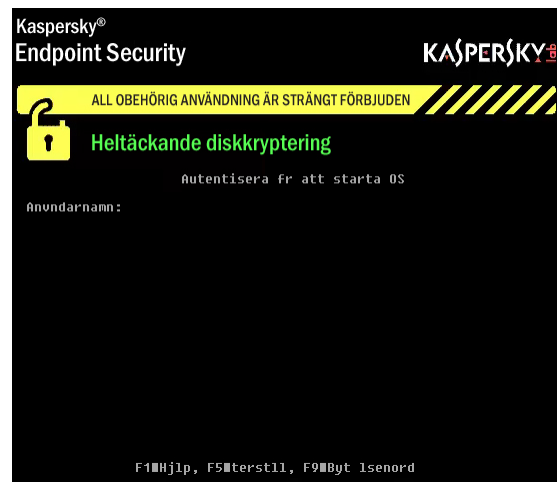 Kaspersky®
Endpoint Security
KASPERSKY lab
ALL OBEHÖRIG ANVÄNDNING ÄR STRÄNGT FÖRBJUDEN
Heltäckande diskkryptering
Autentisera fr att starta OS
Anvndarnamn:
F1■Hjlp, F5■terstll, F9■Byt lsenord